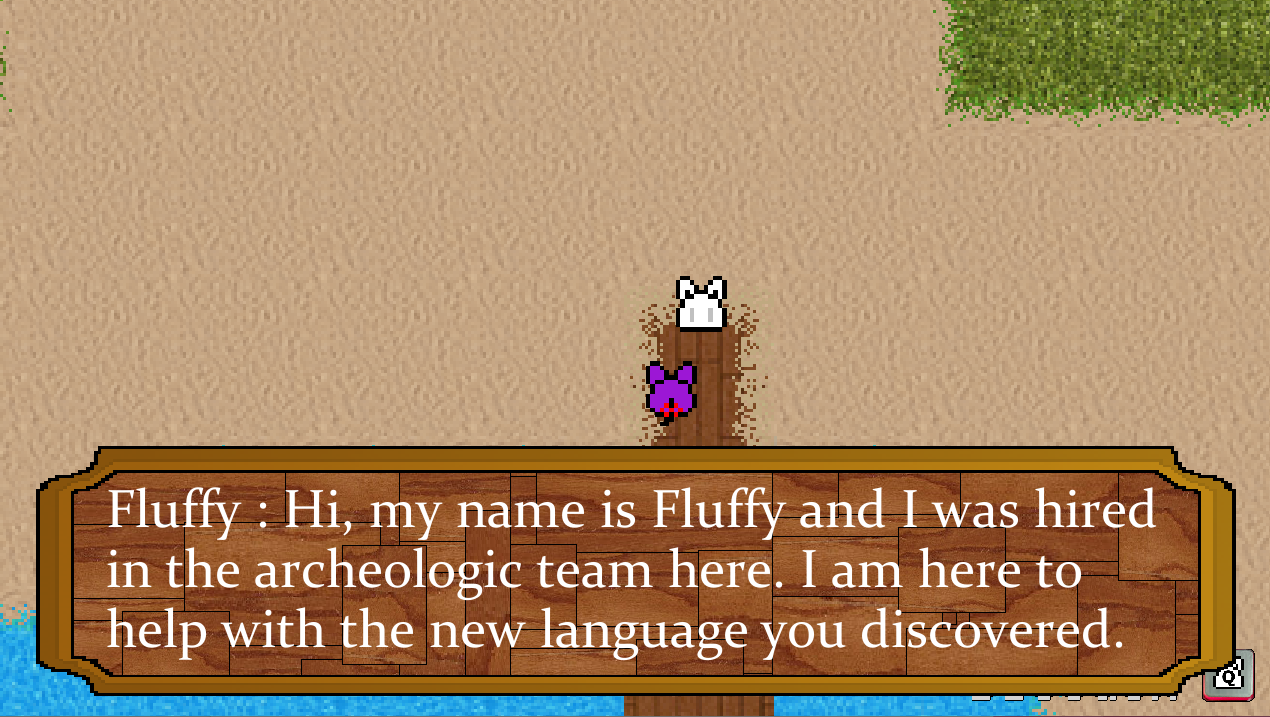 Fluffy : Hi, my name is Fluffy and I was hired
in the archeologic team here. I am here to
help with the new language you discovered.
Q